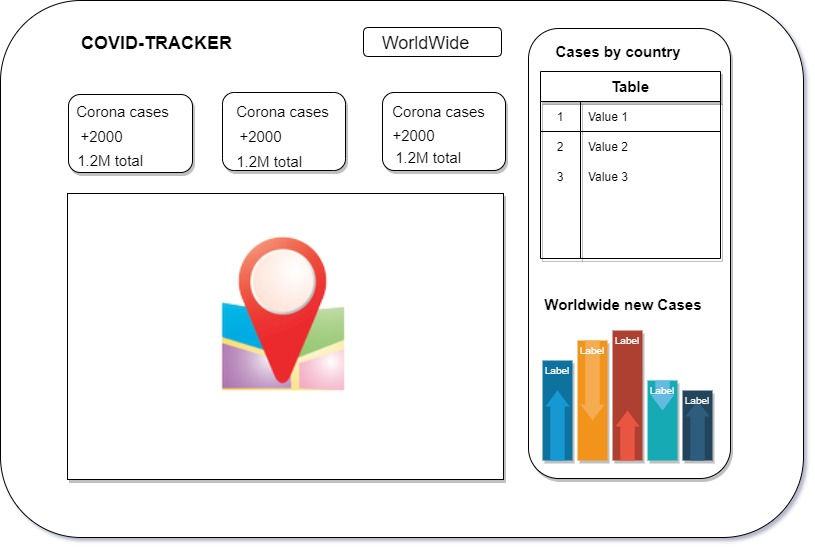 COVID-TRACKER
WorldWide
Corona cases
+2000
1.2M total
Corona cases
+2000
1.2M total
Corona cases
+2000
1.2M total
Cases by country
Table
1 Value 1
2 Value 2
3 Value 3
Worldwide new Cases
Label
Label
Label
Label
Label